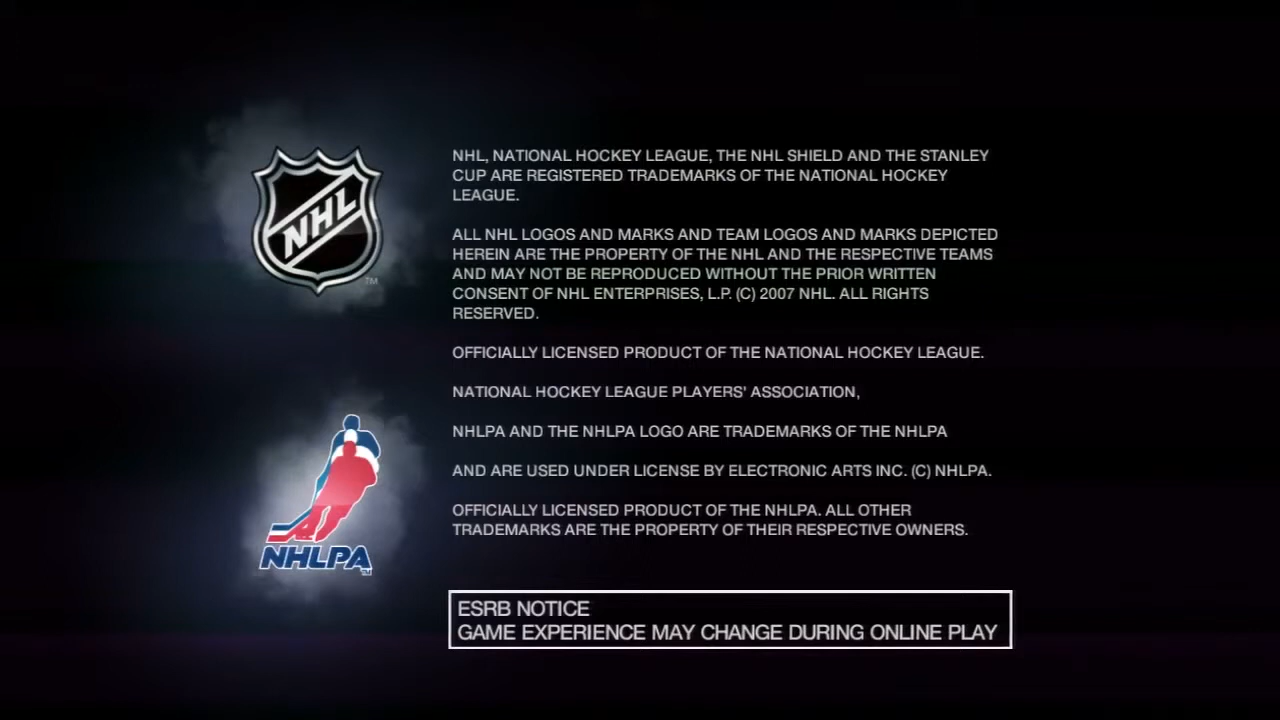 NHL
TM
NHL, NATIONAL HOCKEY LEAGUE, THE NHL SHIELD AND THE STANLEY
CUP ARE REGISTERED TRADEMARKS OF THE NATIONAL HOCKEY
LEAGUE.
ALL NHL LOGOS AND MARKS AND TEAM LOGOS AND MARKS DEPICTED
HEREIN ARE THE PROPERTY OF THE NHL AND THE RESPECTIVE TEAMS
AND MAY NOT BE REPRODUCED WITHOUT THE PRIOR WRITTEN
CONSENT OF NHL ENTERPRISES, L.P. (C) 2007 NHL. ALL RIGHTS
RESERVED.
OFFICIALLY LICENSED PRODUCT OF THE NATIONAL HOCKEY LEAGUE.
NATIONAL HOCKEY LEAGUE PLAYERS' ASSOCIATION,
NHLPA AND THE NHLPA LOGO ARE TRADEMARKS OF THE NHLPA
AND ARE USED UNDER LICENSE BY ELECTRONIC ARTS INC. (C) NHLPA.
OFFICIALLY LICENSED PRODUCT OF THE NHLPA. ALL OTHER
TRADEMARKS ARE THE PROPERTY OF THEIR RESPECTIVE OWNERS.
NHLPA
TM
ESRB NOTICE
GAME EXPERIENCE MAY CHANGE DURING ONLINE PLAY